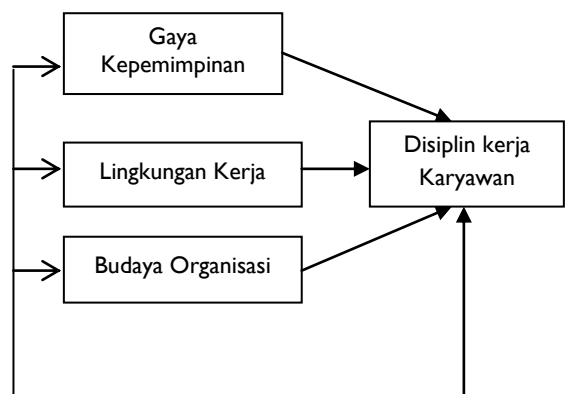 Gaya
Kepemimpinan
Lingkungan Kerja
Budaya Organisasi
Disiplin kerja
Karyawan